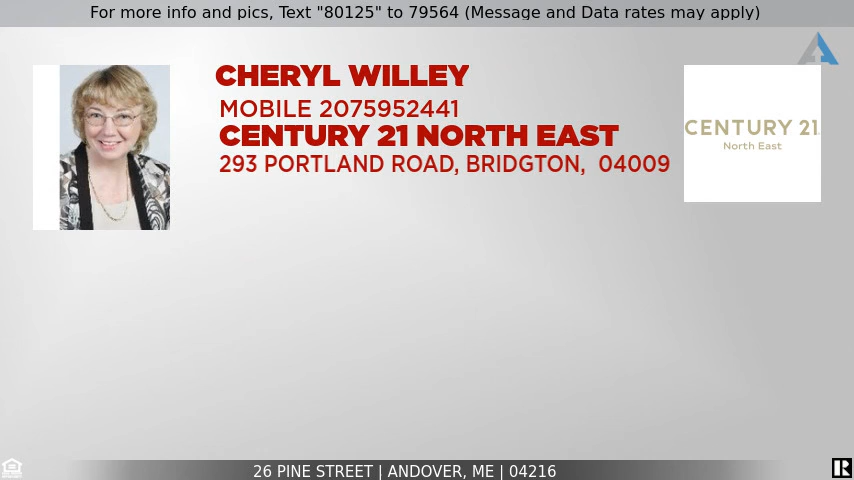 For more info and pics, Text "80125" to 79564 (Message and Data rates may apply)
CHERYL WILLEY
MOBILE 2075952441
CENTURY 21 NORTH EAST
293 PORTLAND ROAD, BRIDGTON,  04009
CENTURY 21
North East
26 PINE STREET | ANDOVER, ME | 04216